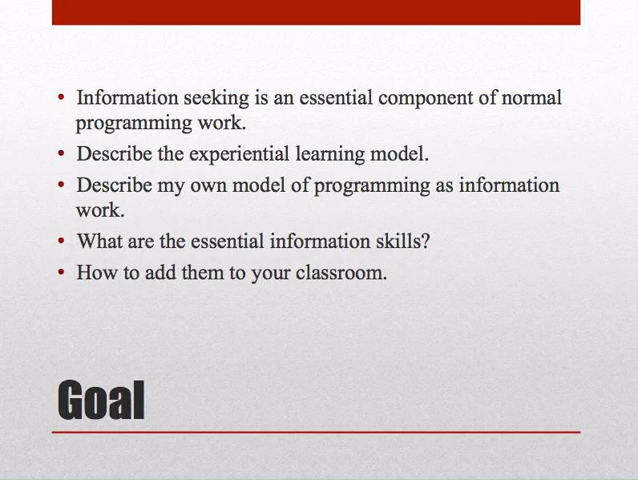 • Information seeking is an essential component of normal
programming work.
• Describe the experiential learning model.
• Describe my own model of programming as information
work.
• What are the essential information skills?
• How to add them to your classroom.
Goal